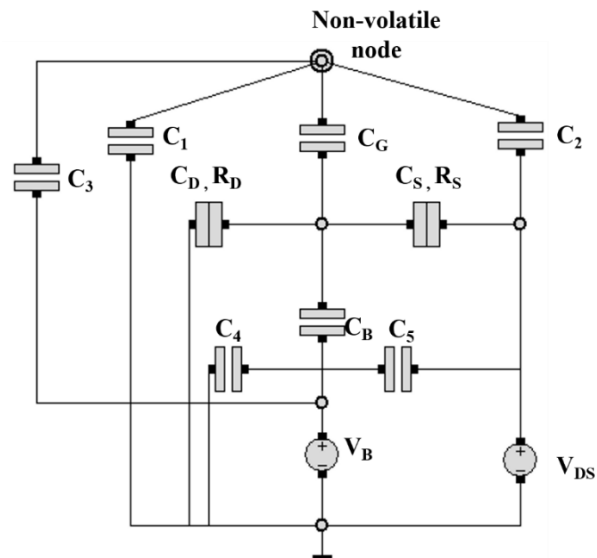 Non-volatile
node
C1
CG
C2
C3
CD , RD
CS , RS
CB
C4
C5
+
−
VB
+
−
VDS